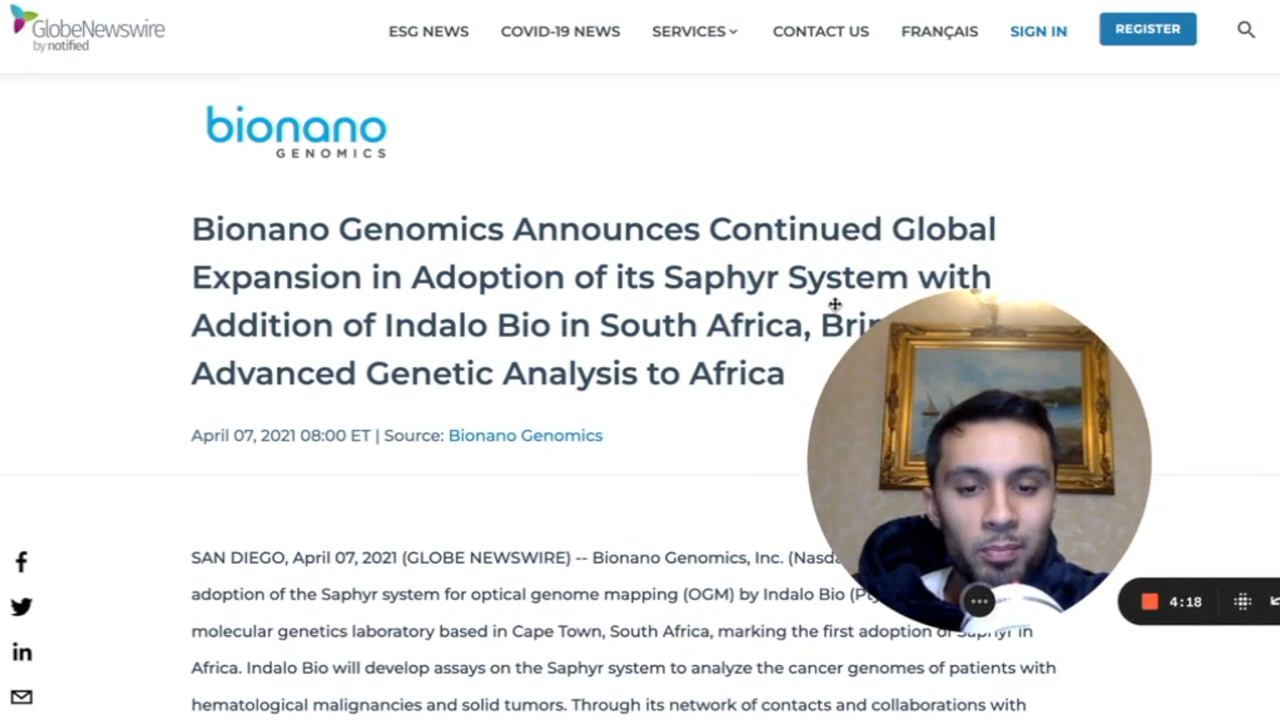 GlobeNewswire
by notified
ESG NEWS COVID-19 NEWS SERVICES CONTACT US FRANÇAIS SIGN IN REGISTER
bionano
GENOMICS
Bionano Genomics Announces Continued Global
Expansion in Adoption of its Saphyr System with
Addition of Indalo Bio in South Africa,
Advanced Genetic Analysis to Africa
April 07, 2021 08:00 ET | Source: Bionano Genomics
SAN DIEGO, April 07, 2021 (GLOBE NEWSWIRE) -- Bionano Genomics, Inc.
adoption of the Saphyr system for optical genome mapping (OGM) by Indalo Bio
molecular genetics laboratory based in Cape Town, South Africa, marking the first adoption of Saphyr in
4:18
Africa. Indalo Bio will develop assays on the Saphyr system to analyze the cancer genomes of patients with
hematological malignancies and solid tumors. Through its network of contacts and collaborations with